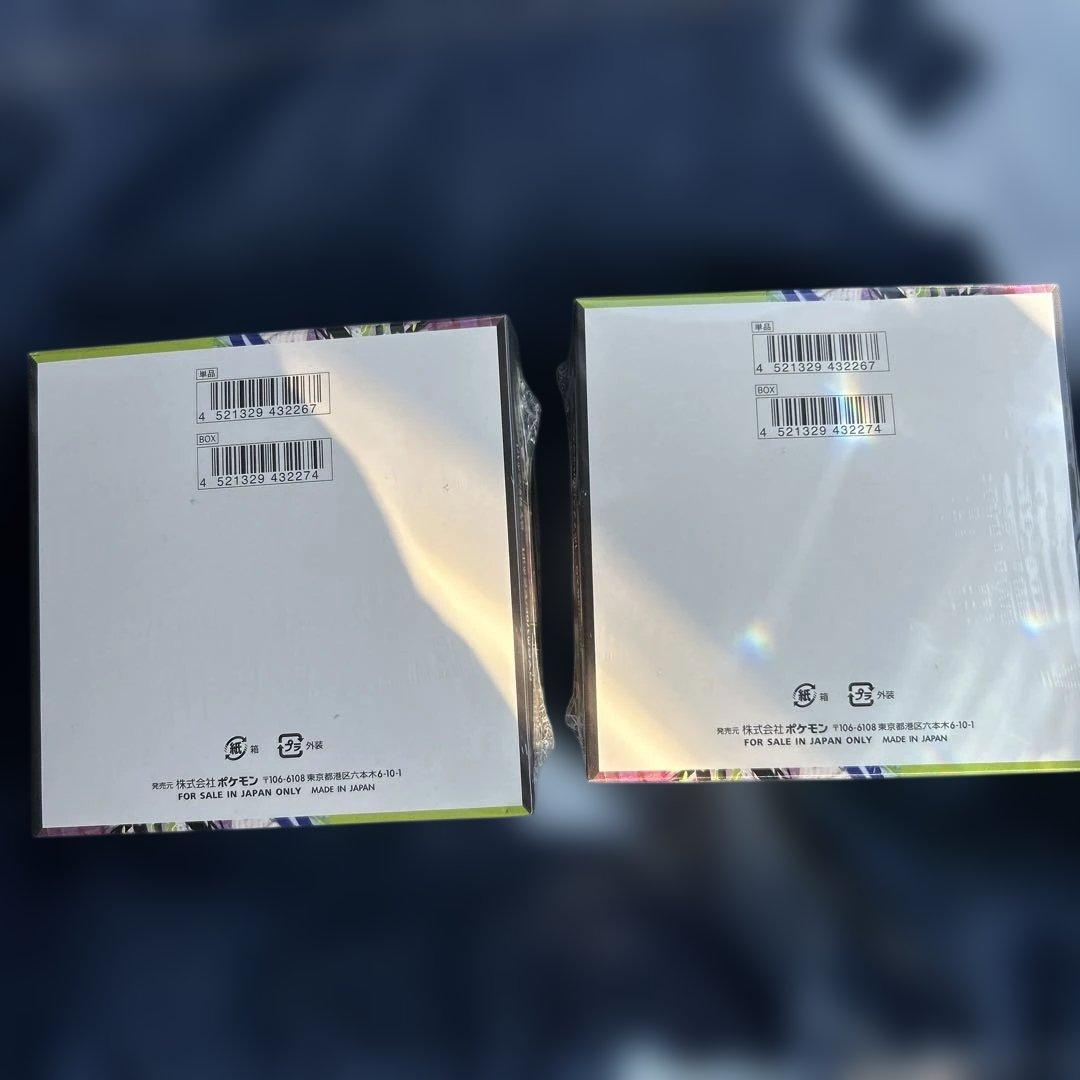 単品
4 521329 432267
BOX
4 521329 432274
紙 箱 プラ 外装
発売元 株式会社ポケモン 〒106-6108 東京都港区六本木6-10-1
FOR SALE IN JAPAN ONLY MADE IN JAPAN
単品
4 521329 432267
BOX
4 521329 432274
紙 箱 プラ 外装
発売元 株式会社ポケモン 〒106-6108 東京都港区六本木6-10-1
FOR SALE IN JAPAN ONLY MADE IN JAPAN